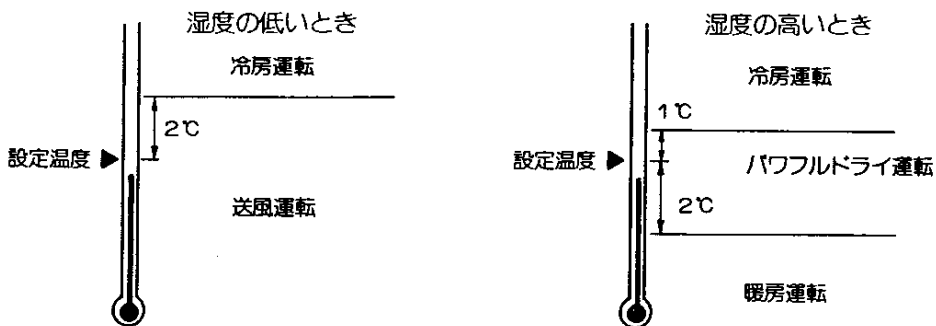 湿度の低いとき
冷房運転
2℃
設定温度
送風運転
湿度の高いとき
冷房運転
1℃
設定温度
パワフルドライ運転
2℃
暖房運転